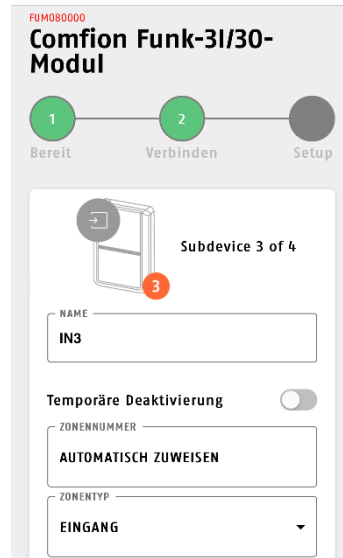 FUM080000
Comfion Funk-3I/30-
Modul
1
2
Bereit
Verbinden
Setup
Subdevice 3 of 4
3
NAME
IN3
Temporäre Deaktivierung
ZONENNUMMER
AUTOMATISCH ZUWEISEN
ZONENTYP
EINGANG